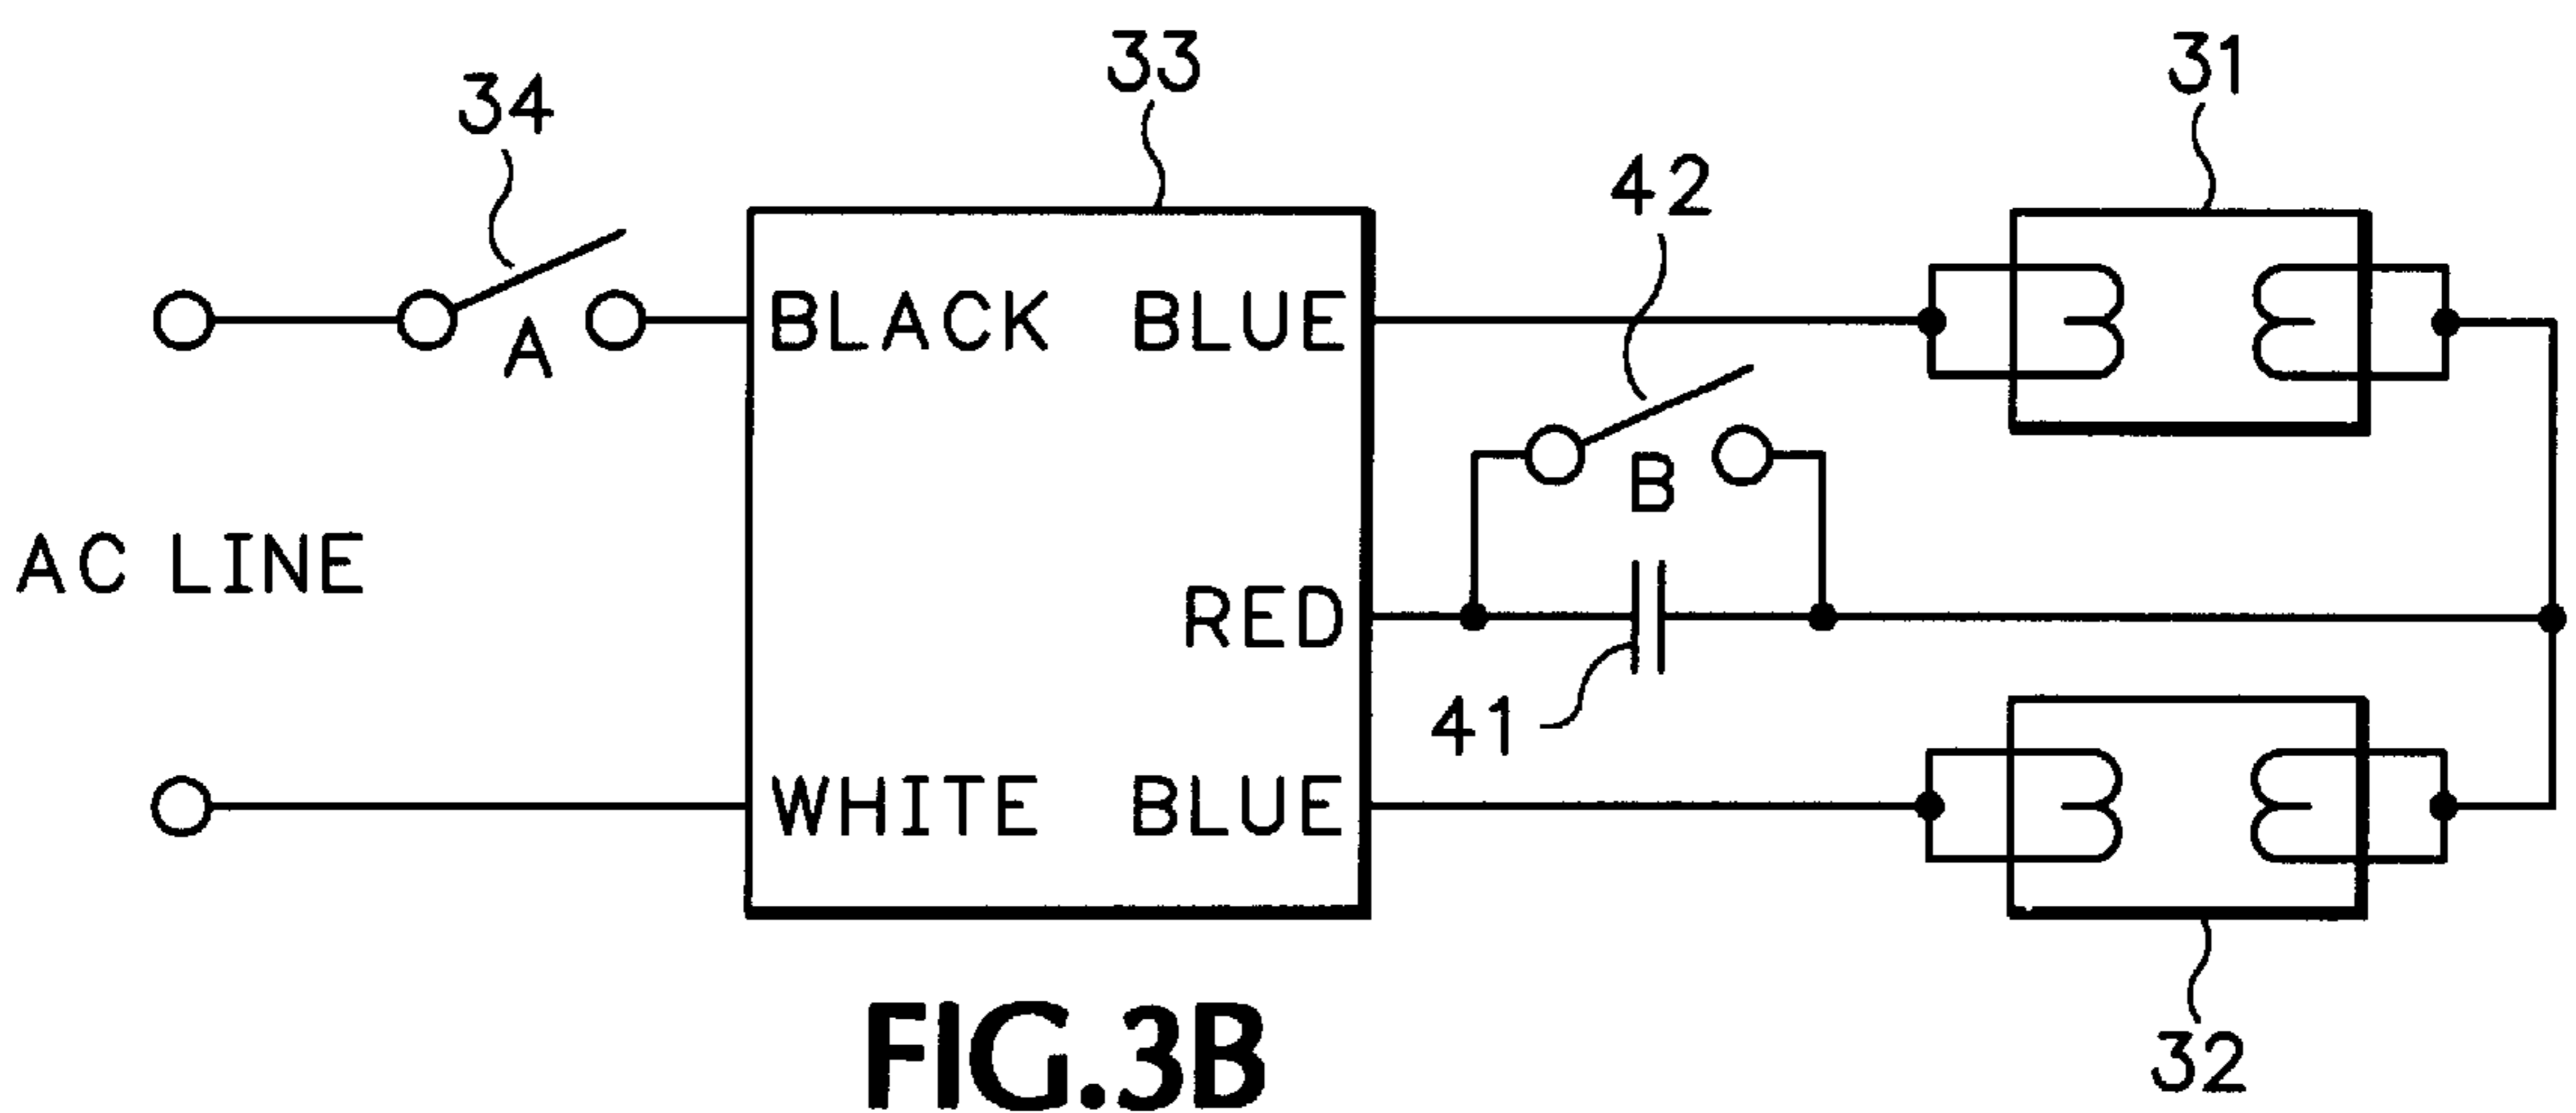 33
31
34
42
BLACK BLUE
A
B
AC LINE
RED
41
WHITE BLUE
32
FIG.3B